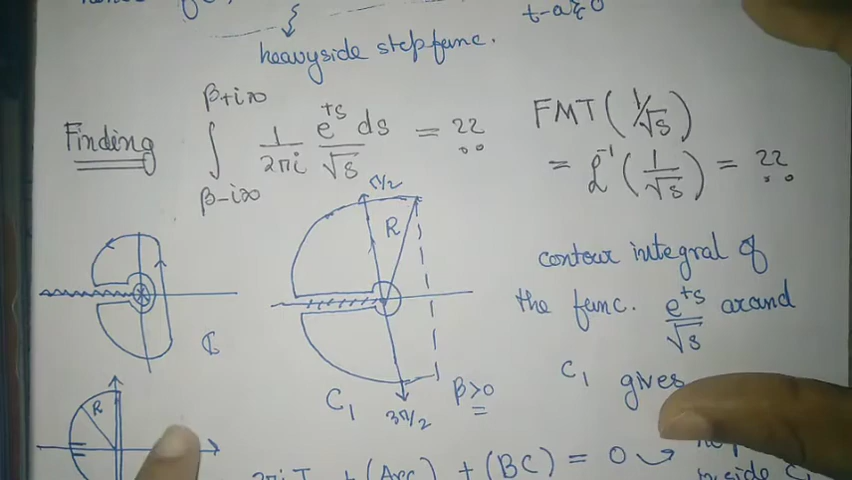 heavyside step func.
t-a≥0
Finding ∫_{β-i∞}^{β+i∞} 1/2πi e^{ts}/√s ds = ??
FMT (1/√s)
= ℒ⁻¹ (1/√s) = ??
π/2
R
contour integral of
the func. e^{ts}/√s around
C₁ gives
ℂ
C₁
3π/2
β>0
R
2πi I + (Arc) + (BC) = 0
inside C₁